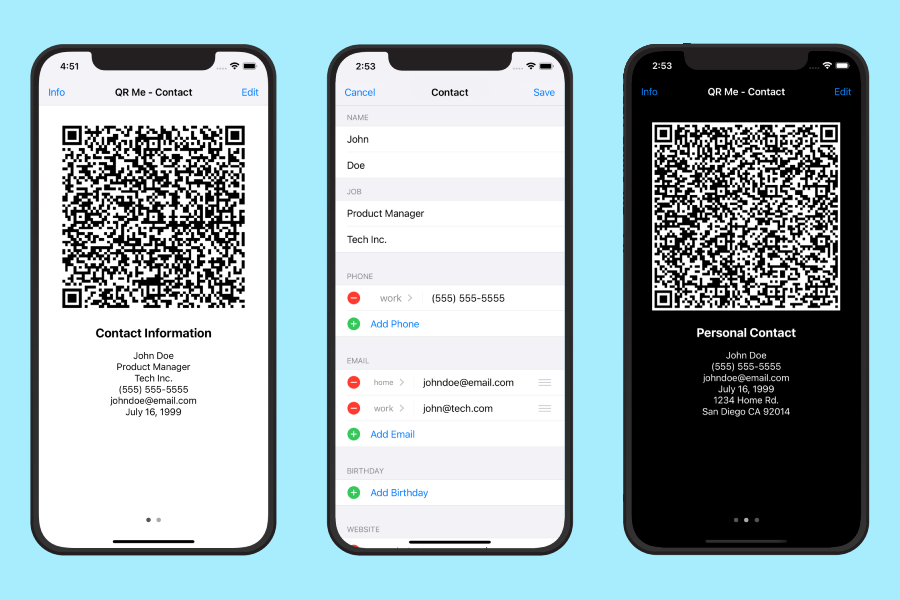 4:51
Info QR Me - Contact Edit
Contact Information
John Doe
Product Manager
Tech Inc.
(555) 555-5555
johndoe@email.com
July 16, 1999
2:53
Cancel Contact Save
NAME
John
Doe
JOB
Product Manager
Tech Inc.
PHONE
work (555) 555-5555
Add Phone
EMAIL
home johndoe@email.com
work john@tech.com
Add Email
BIRTHDAY
Add Birthday
WEBSITE
2:53
Info QR Me - Contact Edit
Personal Contact
John Doe
(555) 555-5555
johndoe@email.com
July 16, 1999
1234 Home Rd.
San Diego CA 92014